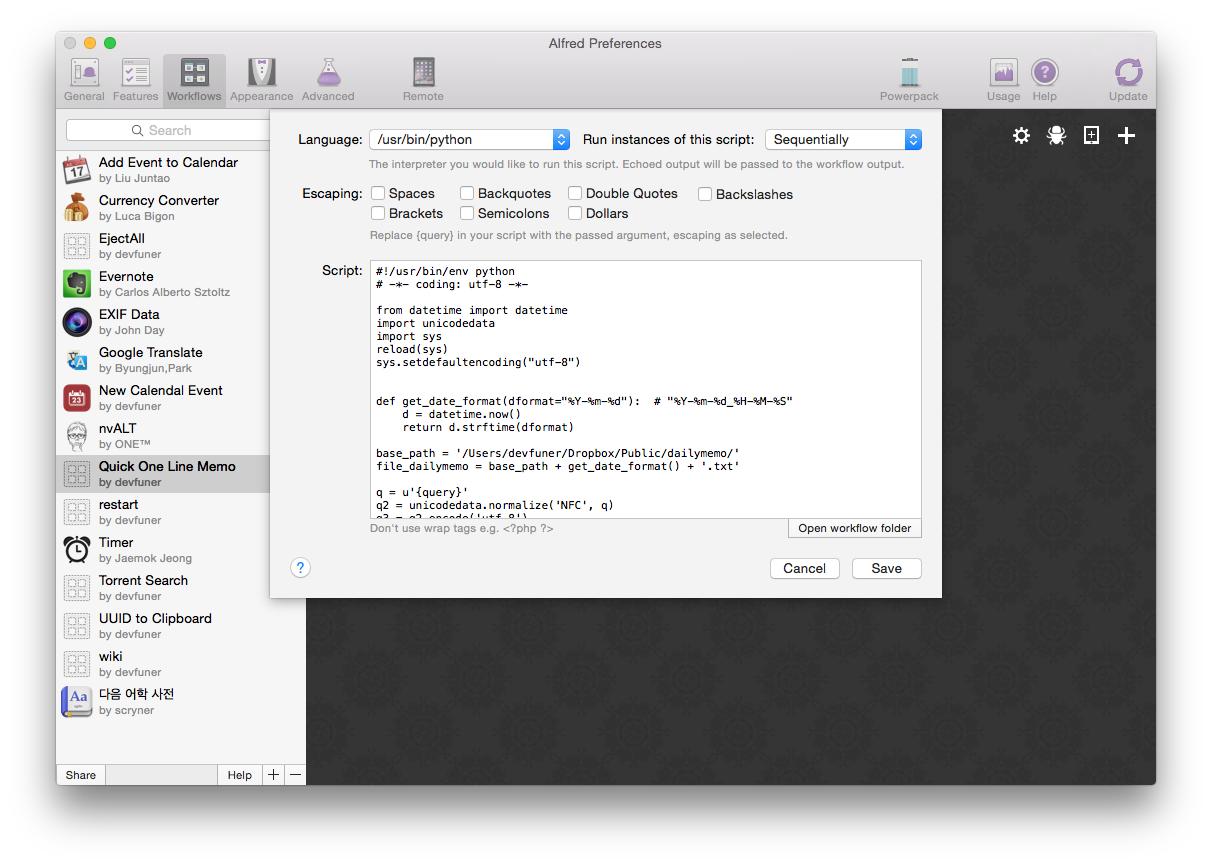 Alfred Preferences
General Features Workflows Appearance Advanced Remote Powerpack Usage Help Update
Search
Add Event to Calendar
by Liu Juntao
Currency Converter
by Luca Bigon
EjectAll
by devfuner
Evernote
by Carlos Alberto Sztoltz
EXIF Data
by John Day
Google Translate
by Byungjun,Park
New Calendal Event
by devfuner
nvALT
by ONE™
Quick One Line Memo
by devfuner
restart
by devfuner
Timer
by Jaemok Jeong
Torrent Search
by devfuner
UUID to Clipboard
by devfuner
wiki
by devfuner
다음 어학 사전
by scryner
Share Help
Language: /usr/bin/python Run instances of this script: Sequentially
The interpreter you would like to run this script. Echoed output will be passed to the workflow output.
Escaping: Spaces Backquotes Double Quotes Backslashes
Brackets Semicolons Dollars
Replace {query} in your script with the passed argument, escaping as selected.
Script:
#!/usr/bin/env python
# -*- coding: utf-8 -*-
from datetime import datetime
import unicodedata
import sys
reload(sys)
sys.setdefaultencoding("utf-8")
def get_date_format(dformat="%Y-%m-%d"):  # "%Y-%m-%d_%H-%M-%S"
    d = datetime.now()
    return d.strftime(dformat)
base_path = '/Users/devfuner/Dropbox/Public/dailymemo/'
file_dailymemo = base_path + get_date_format() + '.txt'
q = u'{query}'
q2 = unicodedata.normalize('NFC', q)
q3 = q2.encode('utf-8')
Don't use wrap tags e.g. <?php ?>
Open workflow folder
? Cancel Save